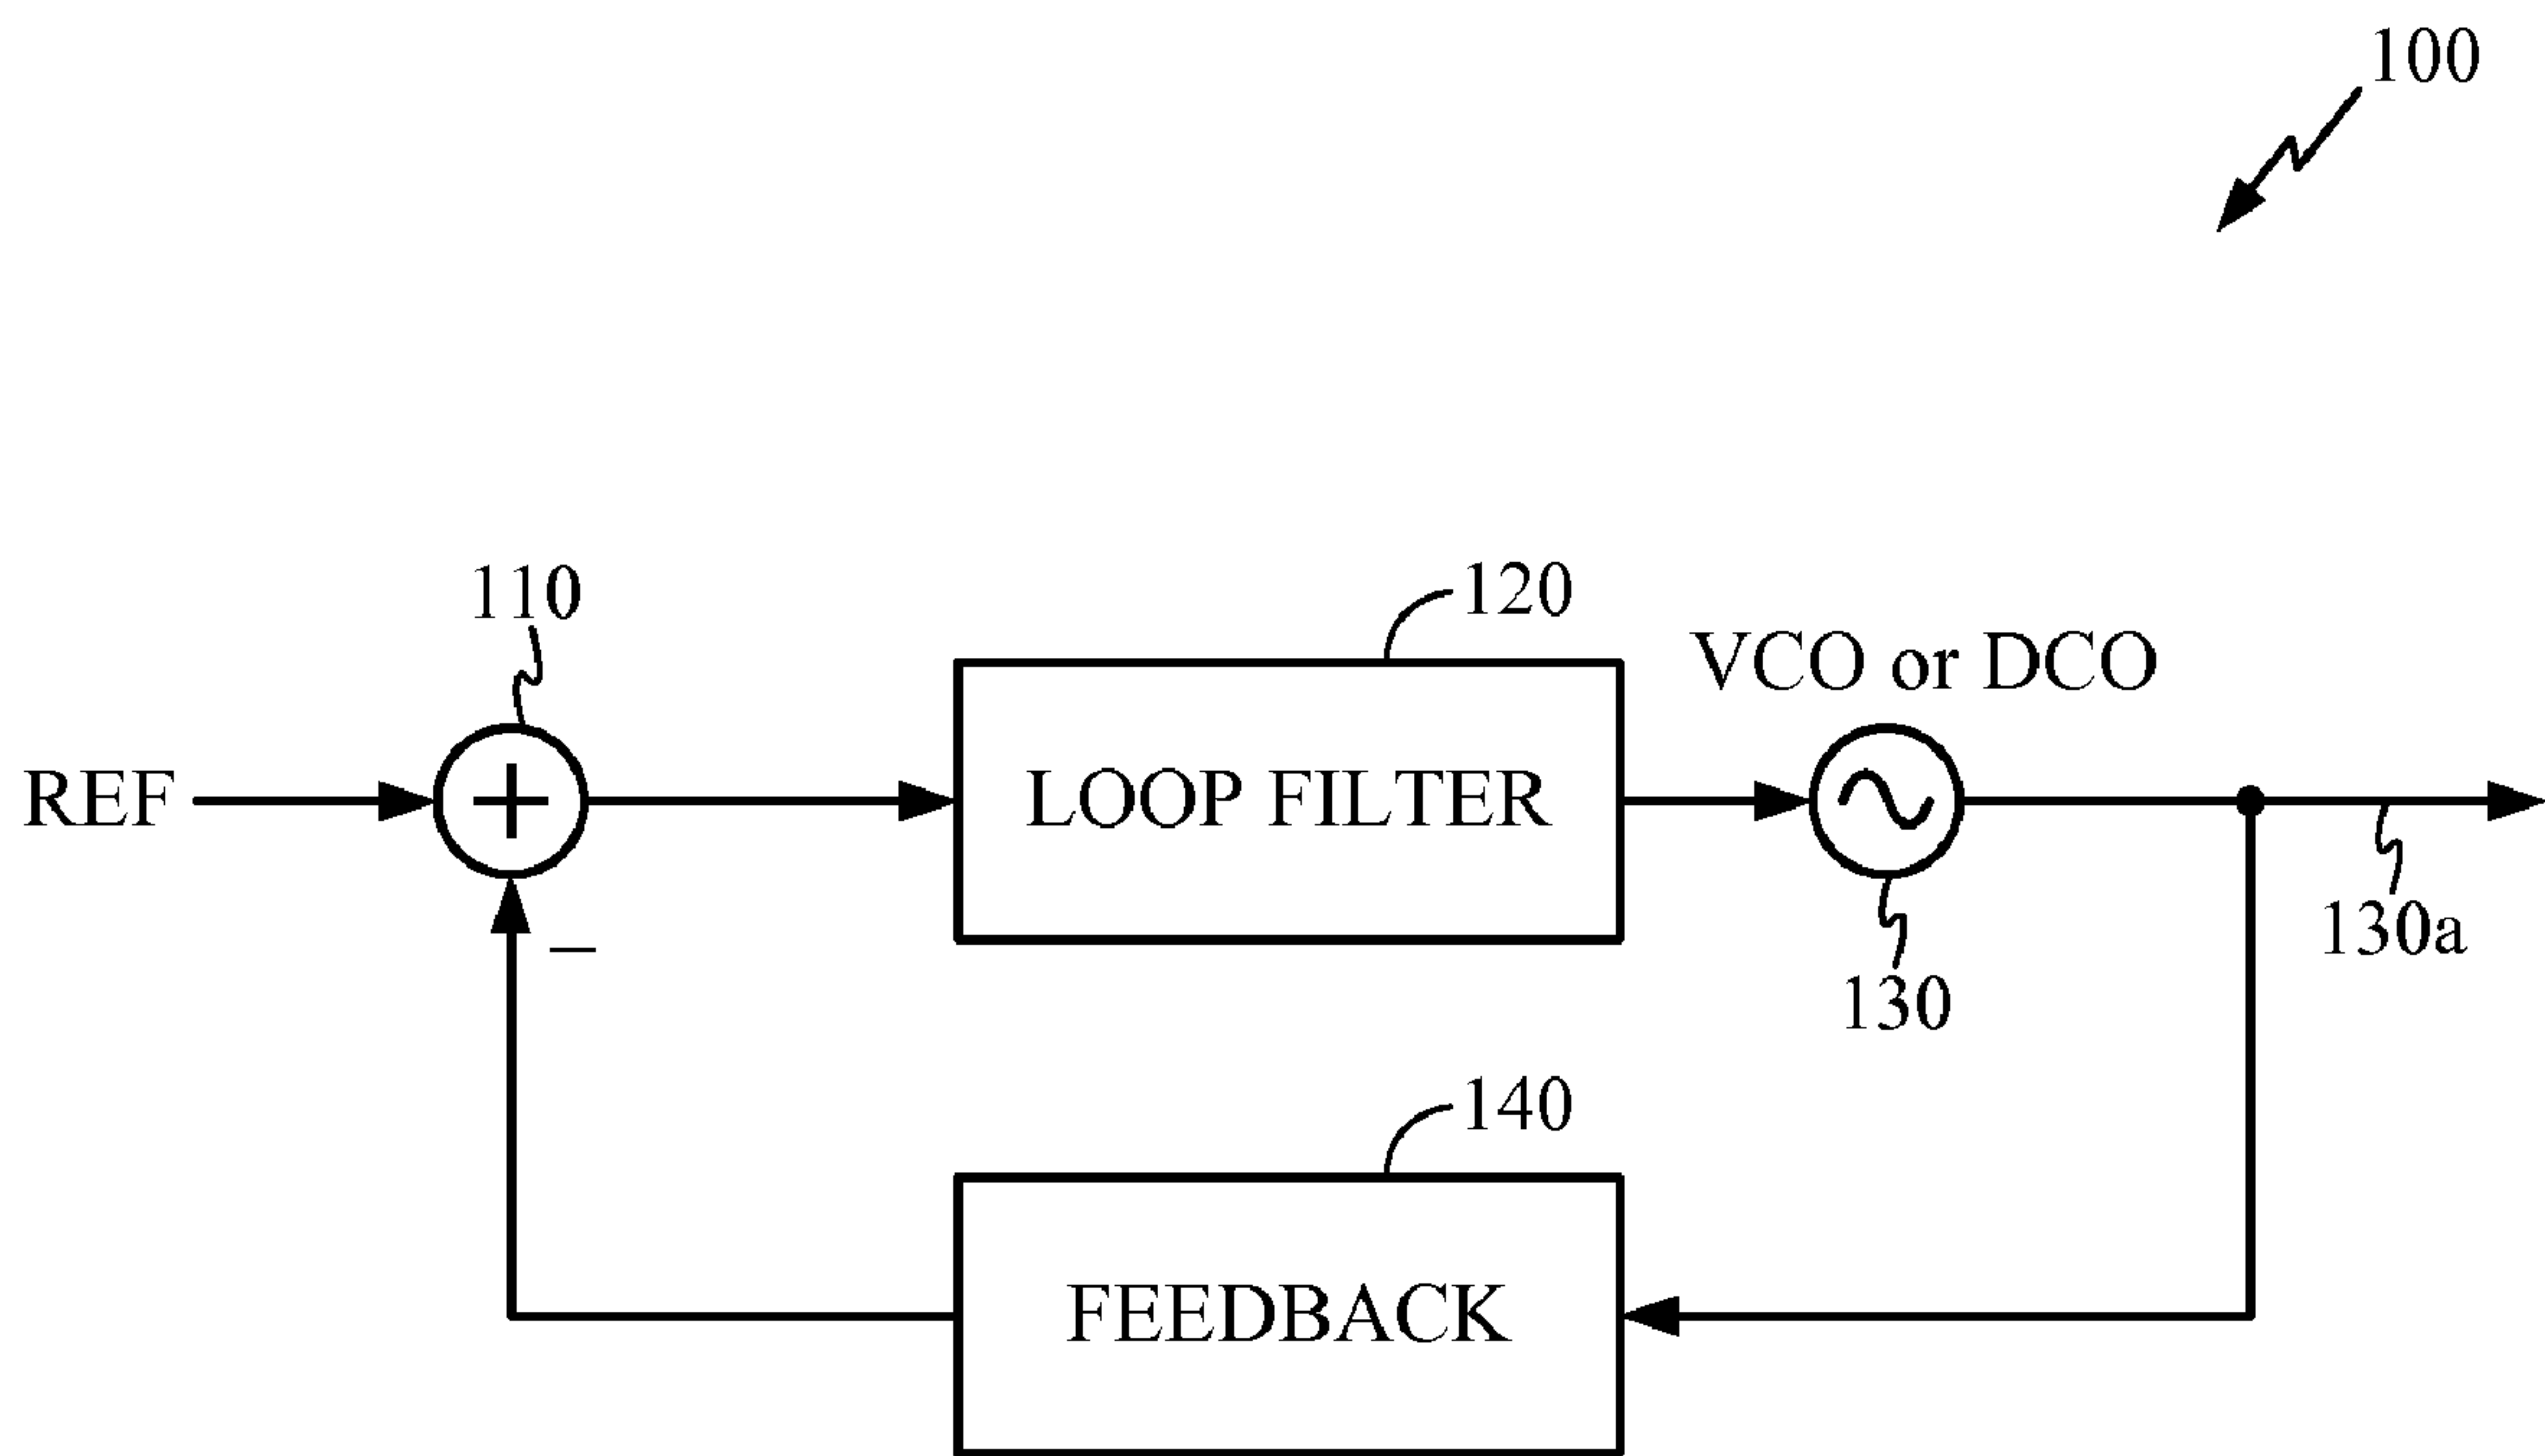 100
110
120
VCO or DCO
REF
+
LOOP FILTER
130a
–
130
140
FEEDBACK